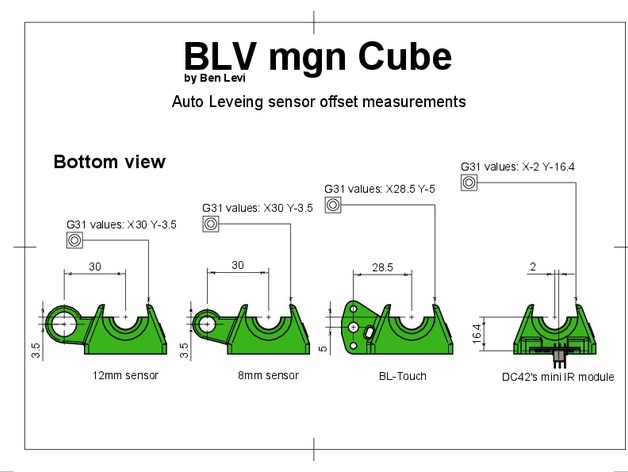 BLV mgn Cube
by Ben Levi
Auto Leveing sensor offset measurements
Bottom view
G31 values: X30 Y-3.5
G31 values: X30 Y-3.5
G31 values: X28.5 Y-5
G31 values: X-2 Y-16.4
30
30
28.5
2
3.5
3.5
5
16.4
12mm sensor
8mm sensor
BL-Touch
DC42's mini IR module